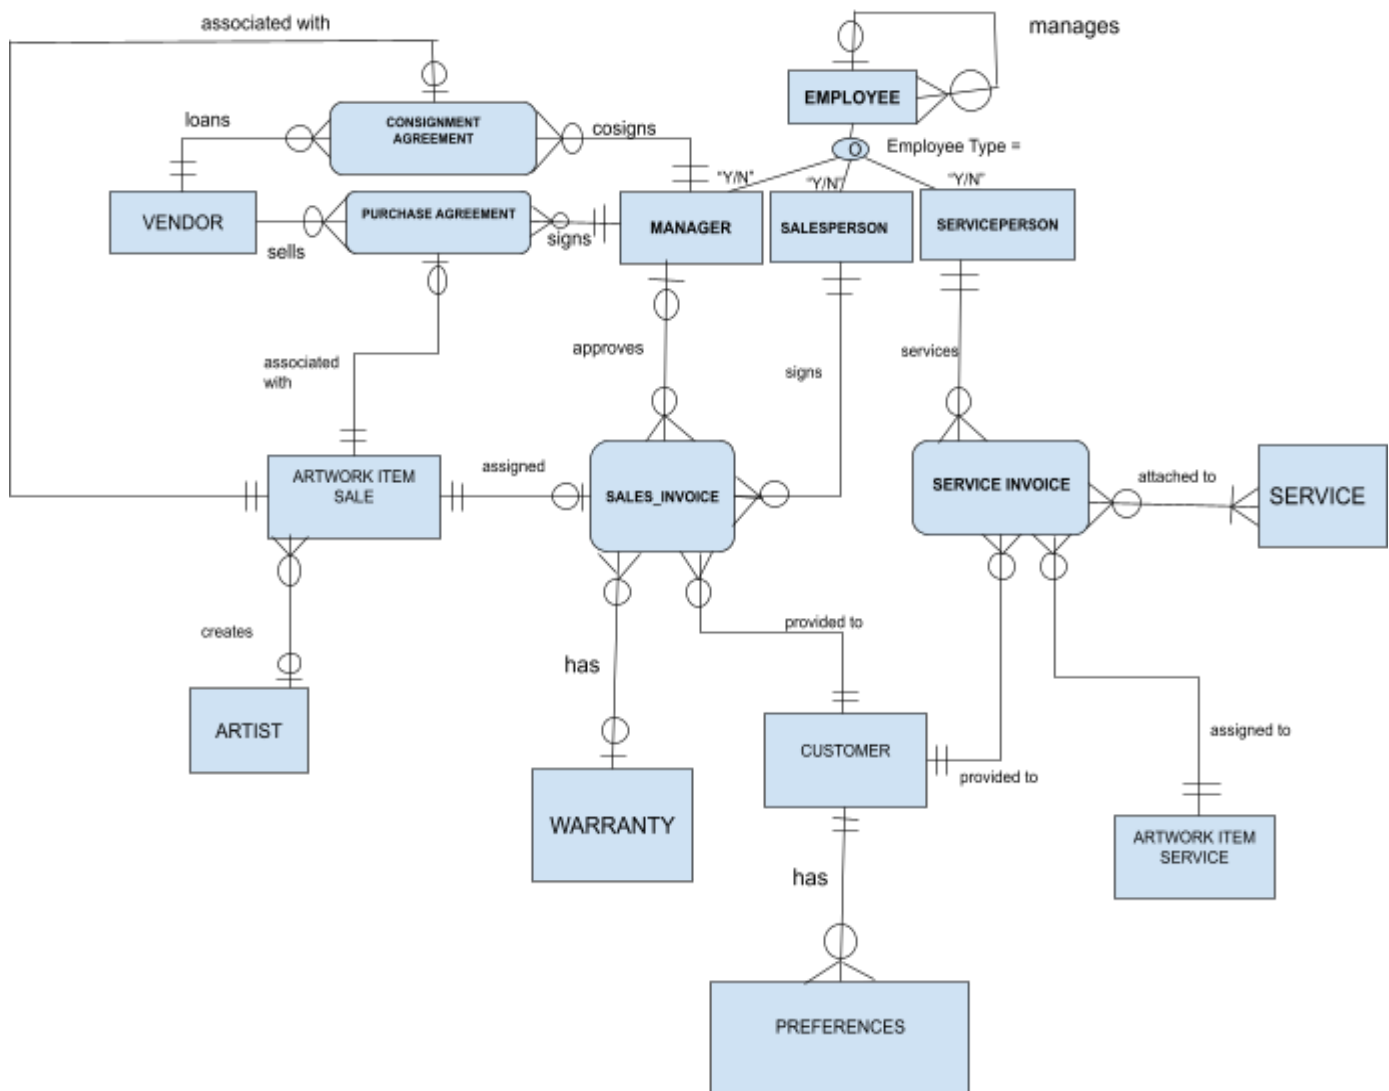 associated with
manages
EMPLOYEE
loans
CONSIGNMENT
AGREEMENT
cosigns
O
Employee Type =
"Y/N"
"Y/N"
"Y/N"
VENDOR
sells
PURCHASE AGREEMENT
signs
MANAGER
SALESPERSON
SERVICEPERSON
associated
with
approves
signs
services
ARTWORK ITEM
SALE
assigned
SALES_INVOICE
SERVICE INVOICE
attached to
SERVICE
creates
has
provided to
ARTIST
WARRANTY
CUSTOMER
provided to
assigned to
ARTWORK ITEM
SERVICE
has
PREFERENCES